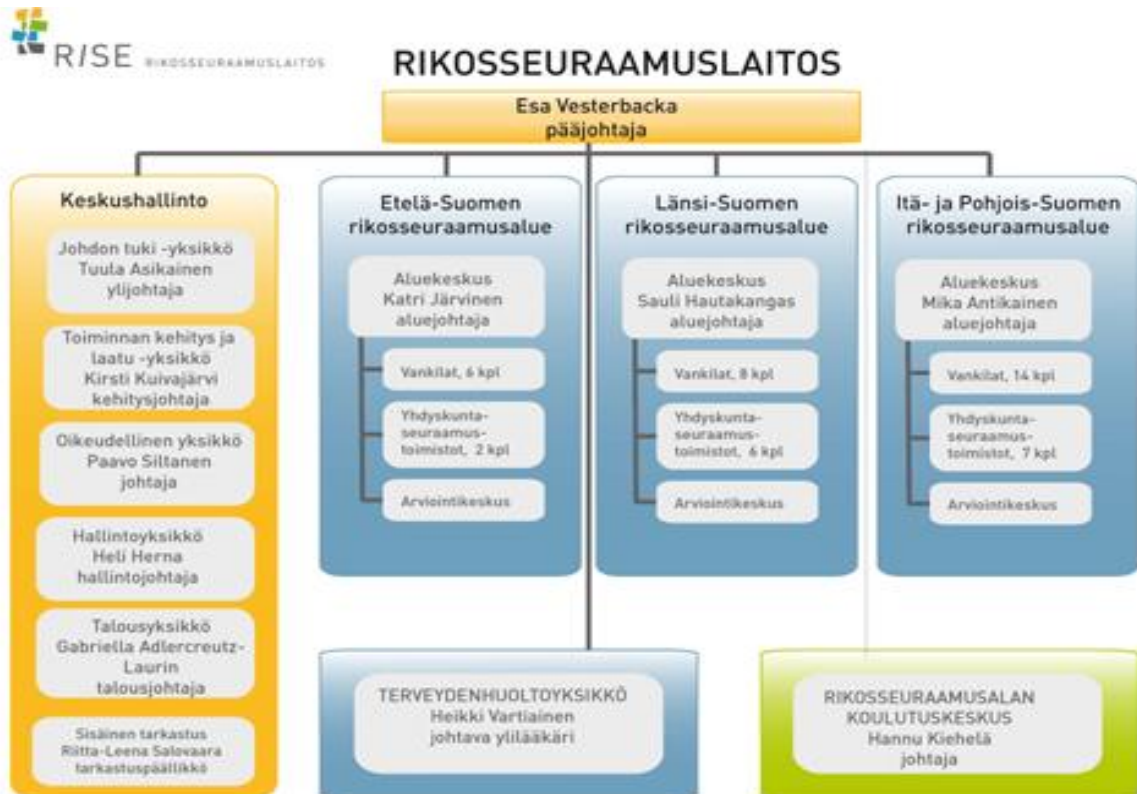 RISE RIKOSSEURAAMUSLAITOS
RIKOSSEURAAMUSLAITOS
Esa Vesterbacka
pääjohtaja
Keskushallinto
Johdon tuki -yksikkö
Tuula Asikainen
ylijohtaja
Toiminnan kehitys ja
laatu -yksikkö
Kirsti Kuivajärvi
kehitysjohtaja
Oikeudellinen yksikkö
Paavo Siltanen
johtaja
Hallintoyksikkö
Heli Herna
hallintojohtaja
Talousyksikkö
Gabriella Adlercreutz-
Laurin
talousjohtaja
Sisäinen tarkastus
Riitta-Leena Salovaara
tarkastuspäällikkö
Etelä-Suomen
rikosseuraamusalue
Aluekeskus
Katri Järvinen
aluejohtaja
Vankilat, 6 kpl
Yhdyskunta-
seuraamus-
toimistot, 2 kpl
Arviointikeskus
Länsi-Suomen
rikosseuraamusalue
Aluekeskus
Sauli Hautakangas
aluejohtaja
Vankilat, 8 kpl
Yhdyskunta-
seuraamus-
toimistot, 6 kpl
Arviointikeskus
Itä- ja Pohjois-Suomen
rikosseuraamusalue
Aluekeskus
Mika Antikainen
aluejohtaja
Vankilat, 14 kpl
Yhdyskunta-
seuraamus-
toimistot, 7 kpl
Arviointikeskus
TERVEYDENHUOLTOYKSIKKÖ
Heikki Vartiainen
johtava ylilääkäri
RIKOSSEURAAMUSALAN
KOULUTUSKESKUS
Hannu Kiehelä
johtaja